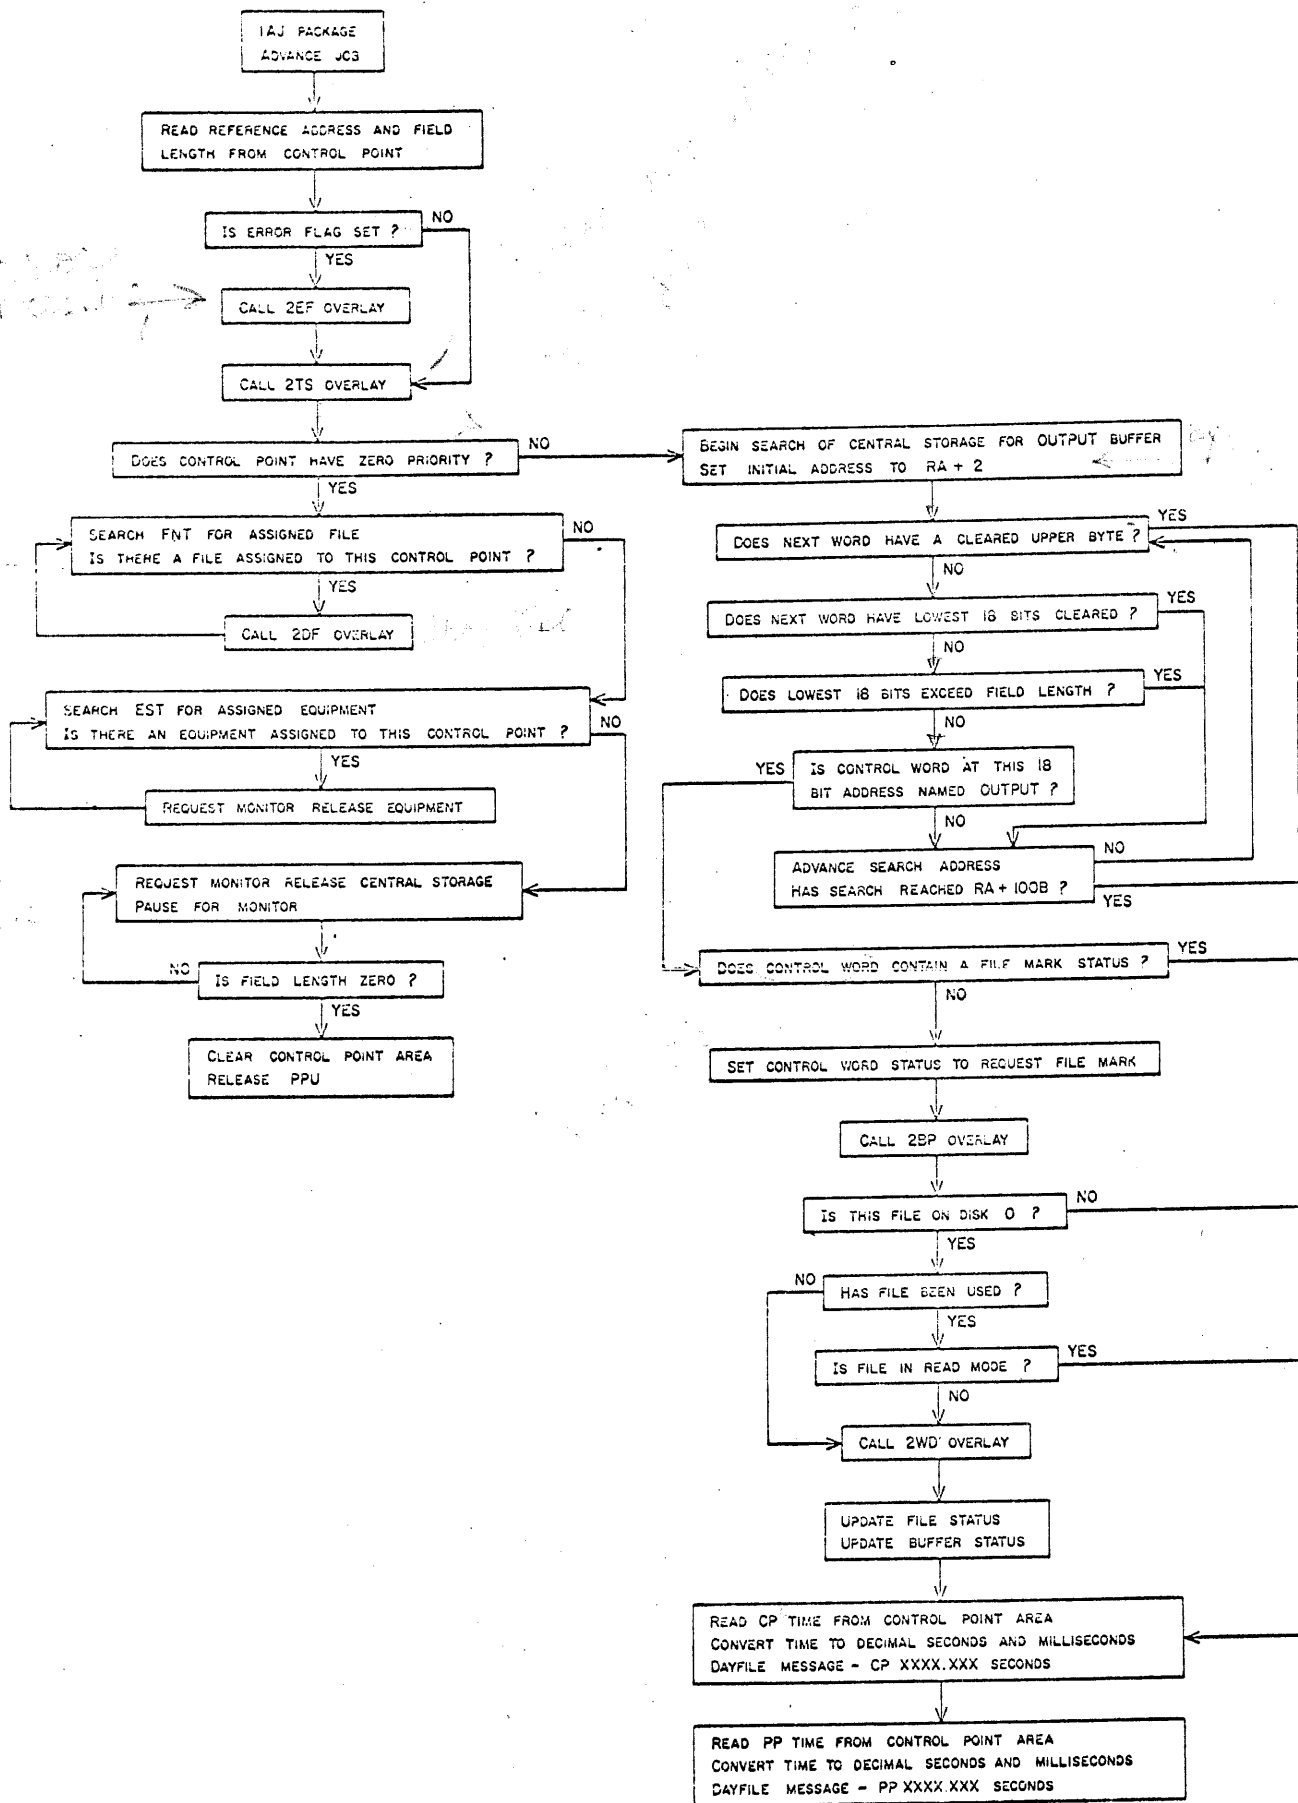 1AJ PACKAGE
ADVANCE JOB
READ REFERENCE ADDRESS AND FIELD
LENGTH FROM CONTROL POINT
IS ERROR FLAG SET ?
NO
YES
CALL 2EF OVERLAY
CALL 2TS OVERLAY
DOES CONTROL POINT HAVE ZERO PRIORITY ?
NO
YES
SEARCH FNT FOR ASSIGNED FILE
IS THERE A FILE ASSIGNED TO THIS CONTROL POINT ?
NO
YES
CALL 2DF OVERLAY
SEARCH EST FOR ASSIGNED EQUIPMENT
IS THERE AN EQUIPMENT ASSIGNED TO THIS CONTROL POINT ?
NO
YES
REQUEST MONITOR RELEASE EQUIPMENT
REQUEST MONITOR RELEASE CENTRAL STORAGE
PAUSE FOR MONITOR
NO
IS FIELD LENGTH ZERO ?
YES
CLEAR CONTROL POINT AREA
RELEASE PPU
BEGIN SEARCH OF CENTRAL STORAGE FOR OUTPUT BUFFER
SET INITIAL ADDRESS TO RA + 2
DOES NEXT WORD HAVE A CLEARED UPPER BYTE ?
YES
NO
DOES NEXT WORD HAVE LOWEST 18 BITS CLEARED ?
YES
NO
DOES LOWEST 18 BITS EXCEED FIELD LENGTH ?
YES
NO
YES
IS CONTROL WORD AT THIS 18
BIT ADDRESS NAMED OUTPUT ?
NO
ADVANCE SEARCH ADDRESS
HAS SEARCH REACHED RA + 100B ?
NO
YES
DOES CONTROL WORD CONTAIN A FILE MARK STATUS ?
YES
NO
SET CONTROL WORD STATUS TO REQUEST FILE MARK
CALL 2BP OVERLAY
IS THIS FILE ON DISK 0 ?
NO
YES
NO
HAS FILE BEEN USED ?
YES
IS FILE IN READ MODE ?
YES
NO
CALL 2WD OVERLAY
UPDATE FILE STATUS
UPDATE BUFFER STATUS
READ CP TIME FROM CONTROL POINT AREA
CONVERT TIME TO DECIMAL SECONDS AND MILLISECONDS
DAYFILE MESSAGE - CP XXXX.XXX SECONDS
READ PP TIME FROM CONTROL POINT AREA
CONVERT TIME TO DECIMAL SECONDS AND MILLISECONDS
DAYFILE MESSAGE - PP XXXX.XXX SECONDS